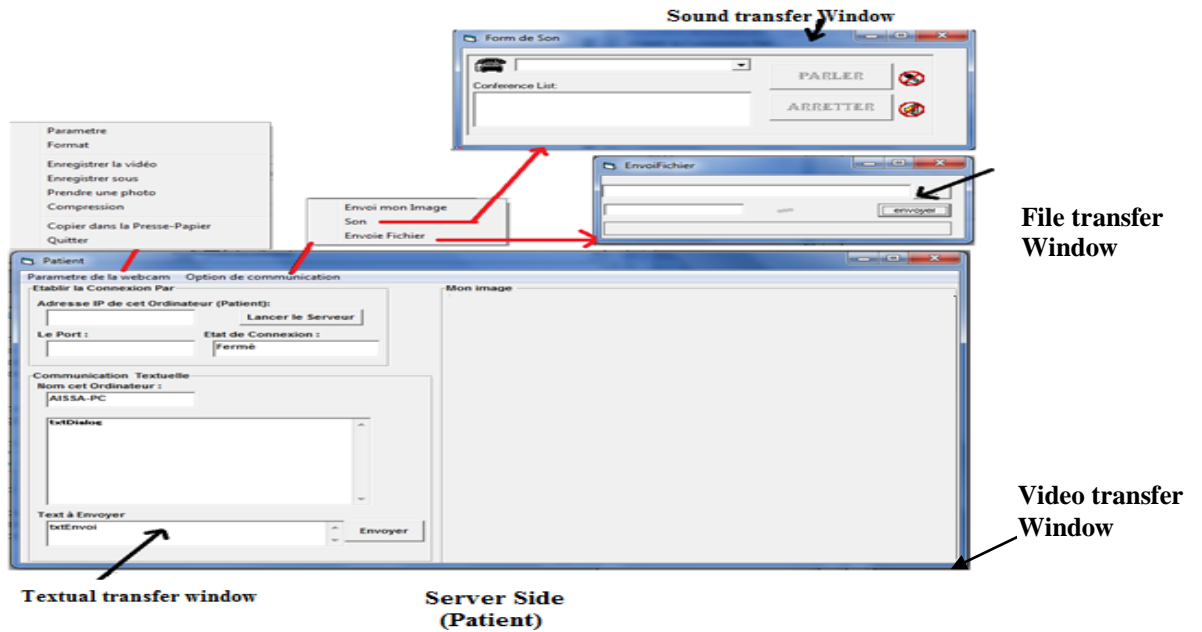 Sound transfer Window
Form de Son
PARLER
Conference List:
ARRETTER
Parametre
Format
Enregistrer la vidéo
Enregistrer sous
Prendre une photo
Compression
Copier dans la Presse-Papier
Quitter
Envoi mon Image
Son
Envoie Fichier
EnvoiFichier
envoyer
File transfer
Window
Patient
Parametre de la webcam Option de communication
Etablir la Connexion Par
Adresse IP de cet Ordinateur (Patient):
Lancer le Serveur
Le Port : Etat de Connexion :
Fermé
Mon image
Communication Textuelle
Nom cet Ordinateur :
AISSA-PC
txtDialog
Text à Envoyer
txtEnvoi
Envoyer
Video transfer
Window
Textual transfer window
Server Side
(Patient)